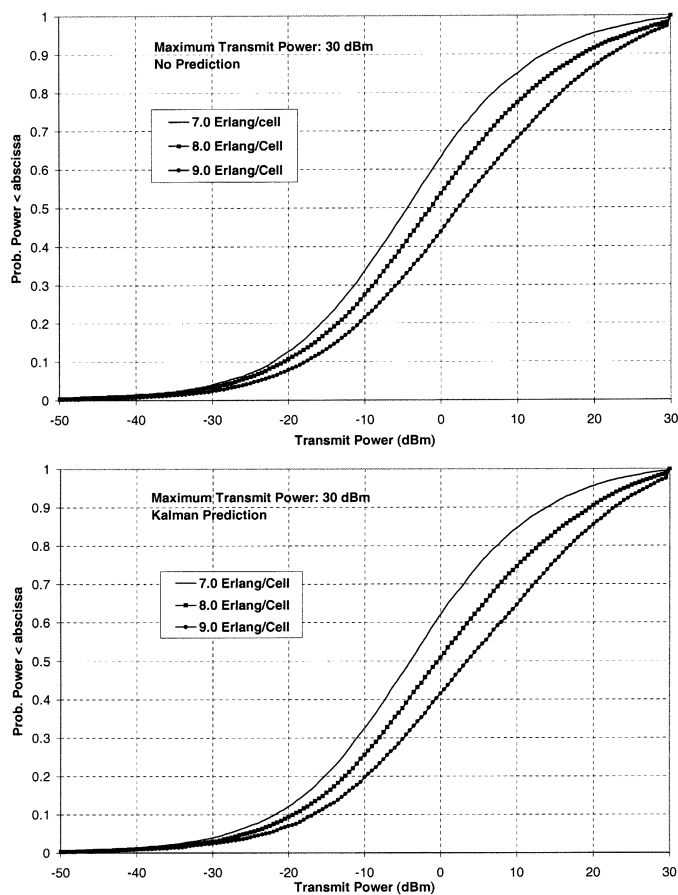 Maximum Transmit Power: 30 dBm
No Prediction
7.0 Erlang/cell
8.0 Erlang/Cell
9.0 Erlang/Cell
Prob. Power < abscissa
1
0.9
0.8
0.7
0.6
0.5
0.4
0.3
0.2
0.1
0
-50 -40 -30 -20 -10 0 10 20 30
Transmit Power (dBm)
Maximum Transmit Power: 30 dBm
Kalman Prediction
7.0 Erlang/Cell
8.0 Erlang/Cell
9.0 Erlang/Cell
Prob. Power < abscissa
1
0.9
0.8
0.7
0.6
0.5
0.4
0.3
0.2
0.1
0
-50 -40 -30 -20 -10 0 10 20 30
Transmit Power (dBm)